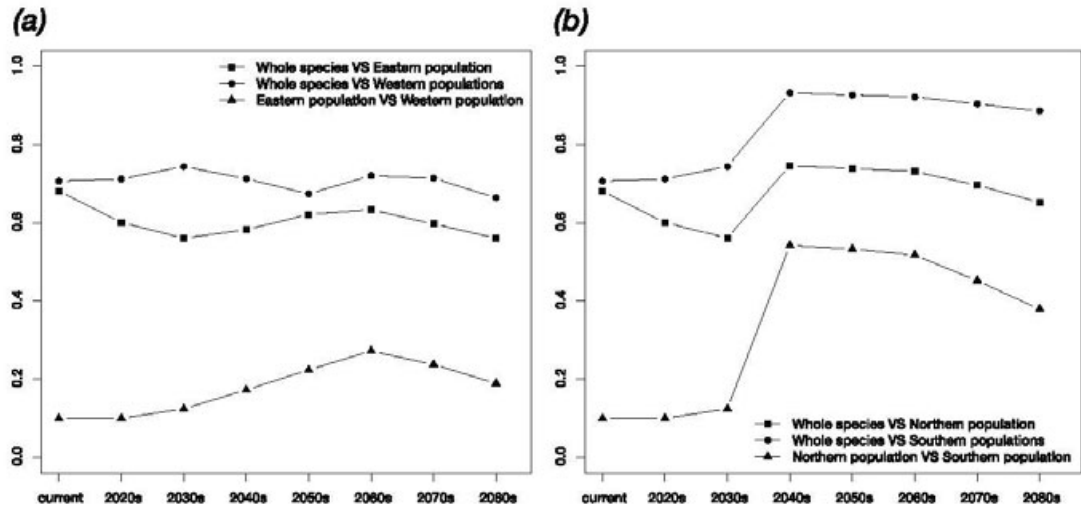 (a)
Whole species VS Eastern population
Whole species VS Western populations
Eastern population VS Western population
1.0
0.8
0.6
0.4
0.2
0.0
current 2020s 2030s 2040s 2050s 2060s 2070s 2080s
(b)
1.0
0.8
0.6
0.4
0.2
0.0
Whole species VS Northern population
Whole species VS Southern populations
Northern population VS Southern population
current 2020s 2030s 2040s 2050s 2060s 2070s 2080s